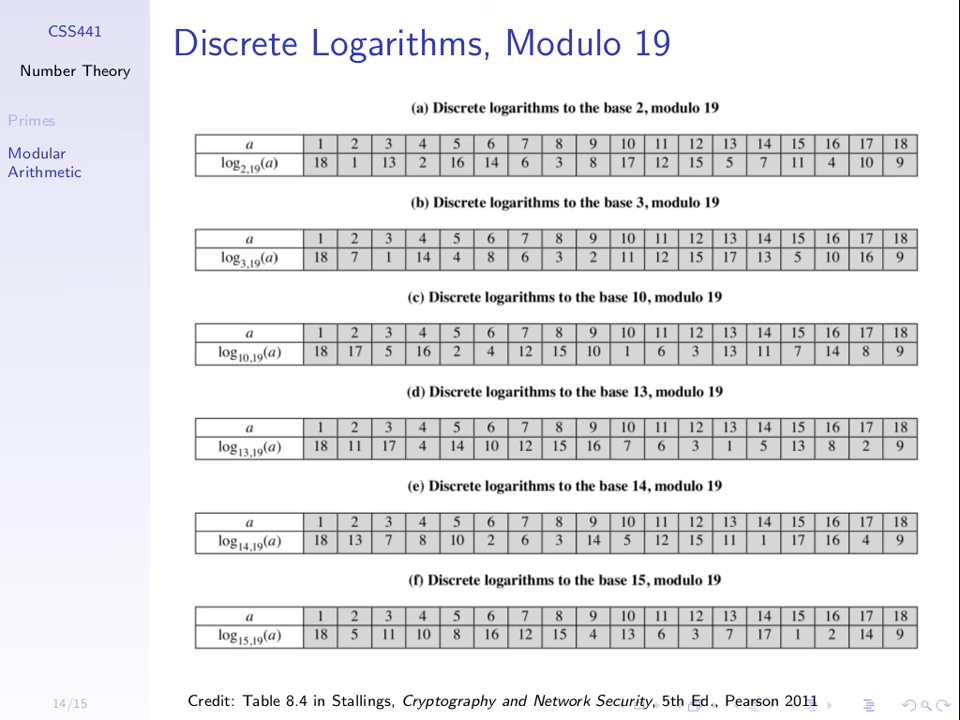 CSS441
Number Theory
Primes
Modular
Arithmetic
14/15
Discrete Logarithms, Modulo 19
(a) Discrete logarithms to the base 2, modulo 19
a 1 2 3 4 5 6 7 8 9 10 11 12 13 14 15 16 17 18
log2,19(a) 18 1 13 2 16 14 6 3 8 17 12 15 5 7 11 4 10 9
(b) Discrete logarithms to the base 3, modulo 19
a 1 2 3 4 5 6 7 8 9 10 11 12 13 14 15 16 17 18
log3,19(a) 18 7 1 14 4 8 6 3 2 11 12 15 17 13 5 10 16 9
(c) Discrete logarithms to the base 10, modulo 19
a 1 2 3 4 5 6 7 8 9 10 11 12 13 14 15 16 17 18
log10,19(a) 18 17 5 16 2 4 12 15 10 1 6 3 13 11 7 14 8 9
(d) Discrete logarithms to the base 13, modulo 19
a 1 2 3 4 5 6 7 8 9 10 11 12 13 14 15 16 17 18
log13,19(a) 18 11 17 4 14 10 12 15 16 7 6 3 1 5 13 8 2 9
(e) Discrete logarithms to the base 14, modulo 19
a 1 2 3 4 5 6 7 8 9 10 11 12 13 14 15 16 17 18
log14,19(a) 18 13 7 8 10 2 6 3 14 5 12 15 11 1 17 16 4 9
(f) Discrete logarithms to the base 15, modulo 19
a 1 2 3 4 5 6 7 8 9 10 11 12 13 14 15 16 17 18
log15,19(a) 18 5 11 10 8 16 12 15 4 13 6 3 7 17 1 2 14 9
Credit: Table 8.4 in Stallings, Cryptography and Network Security, 5th Ed., Pearson 2011